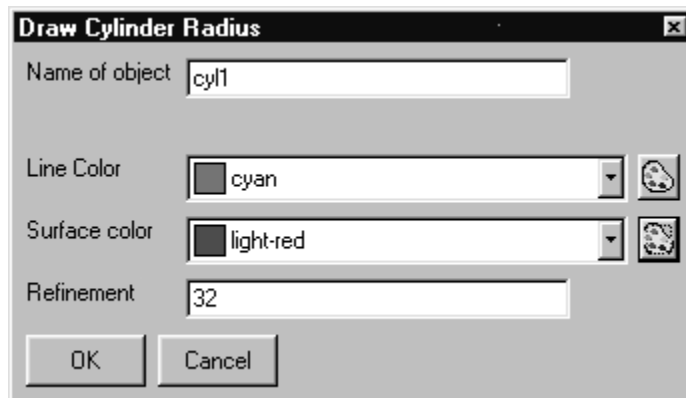 Draw Cylinder Radius
Name of object cyl1
Line Color cyan
Surface color light-red
Refinement 32
OK Cancel